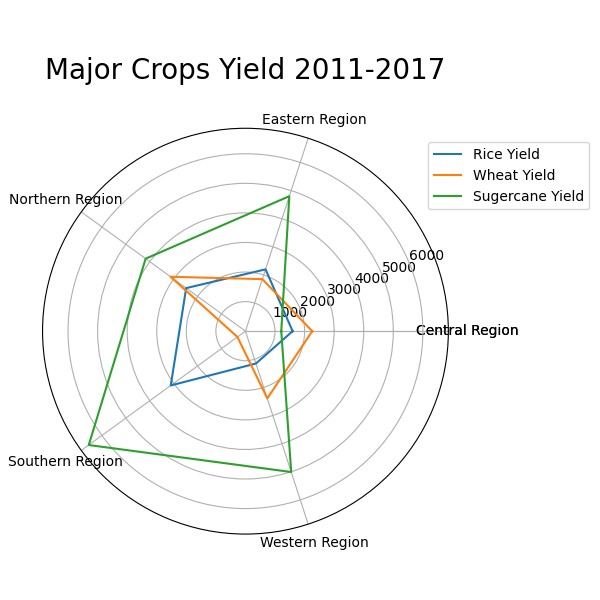 Major Crops Yield 2011-2017
Eastern Region
Rice Yield
Wheat Yield
Sugercane Yield
Northern Region
6000
5000
4000
3000
2000
1000
Central Region
Southern Region
Western Region